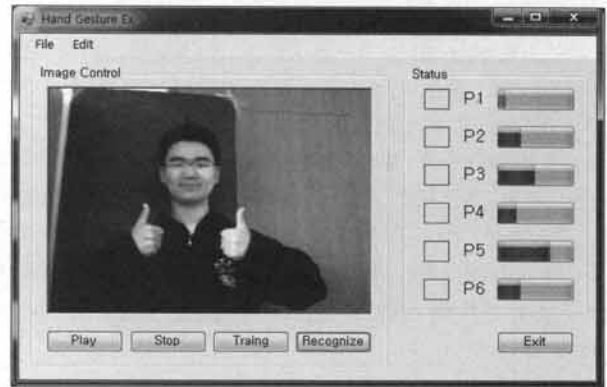 Hand Gesture Ex
File Edit
Image Control
Status
P1
P2
P3
P4
P5
P6
Play Stop Traing Recognize
Exit